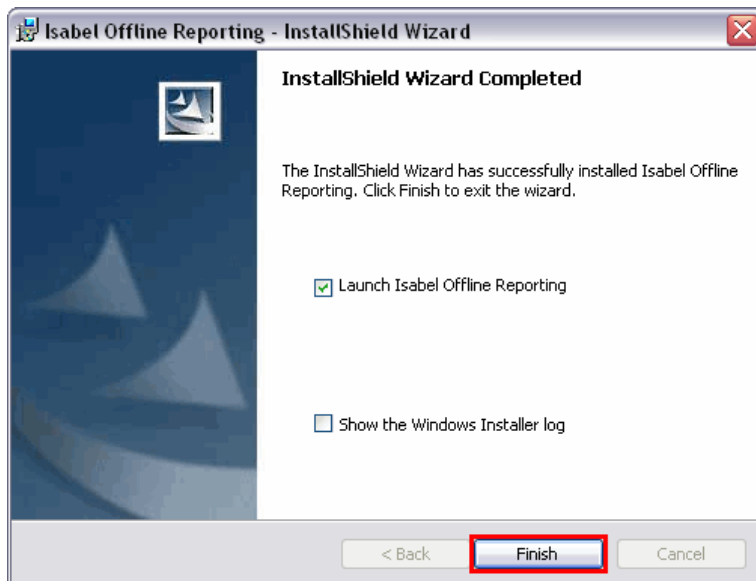 Isabel Offline Reporting - InstallShield Wizard
InstallShield Wizard Completed
The InstallShield Wizard has successfully installed Isabel Offline
Reporting. Click Finish to exit the wizard.
Launch Isabel Offline Reporting
Show the Windows Installer log
< Back Finish Cancel